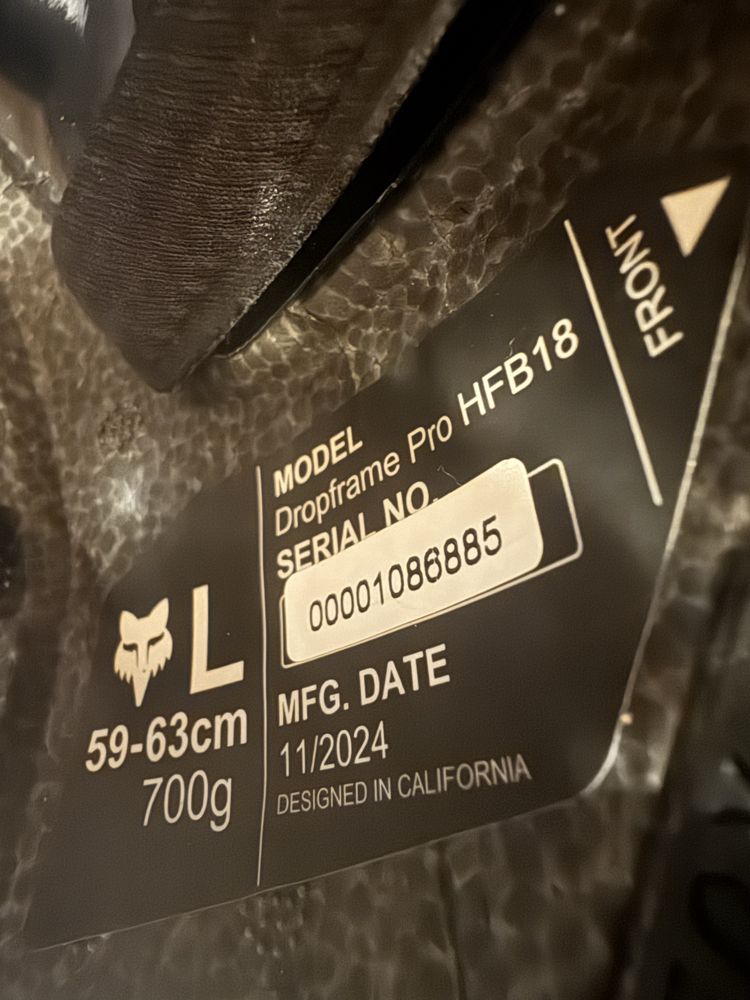 FRONT
MODEL
Dropframe Pro HFB18
SERIAL NO.
00001086885
MFG. DATE
11/2024
DESIGNED IN CALIFORNIA
L
59-63cm
700g